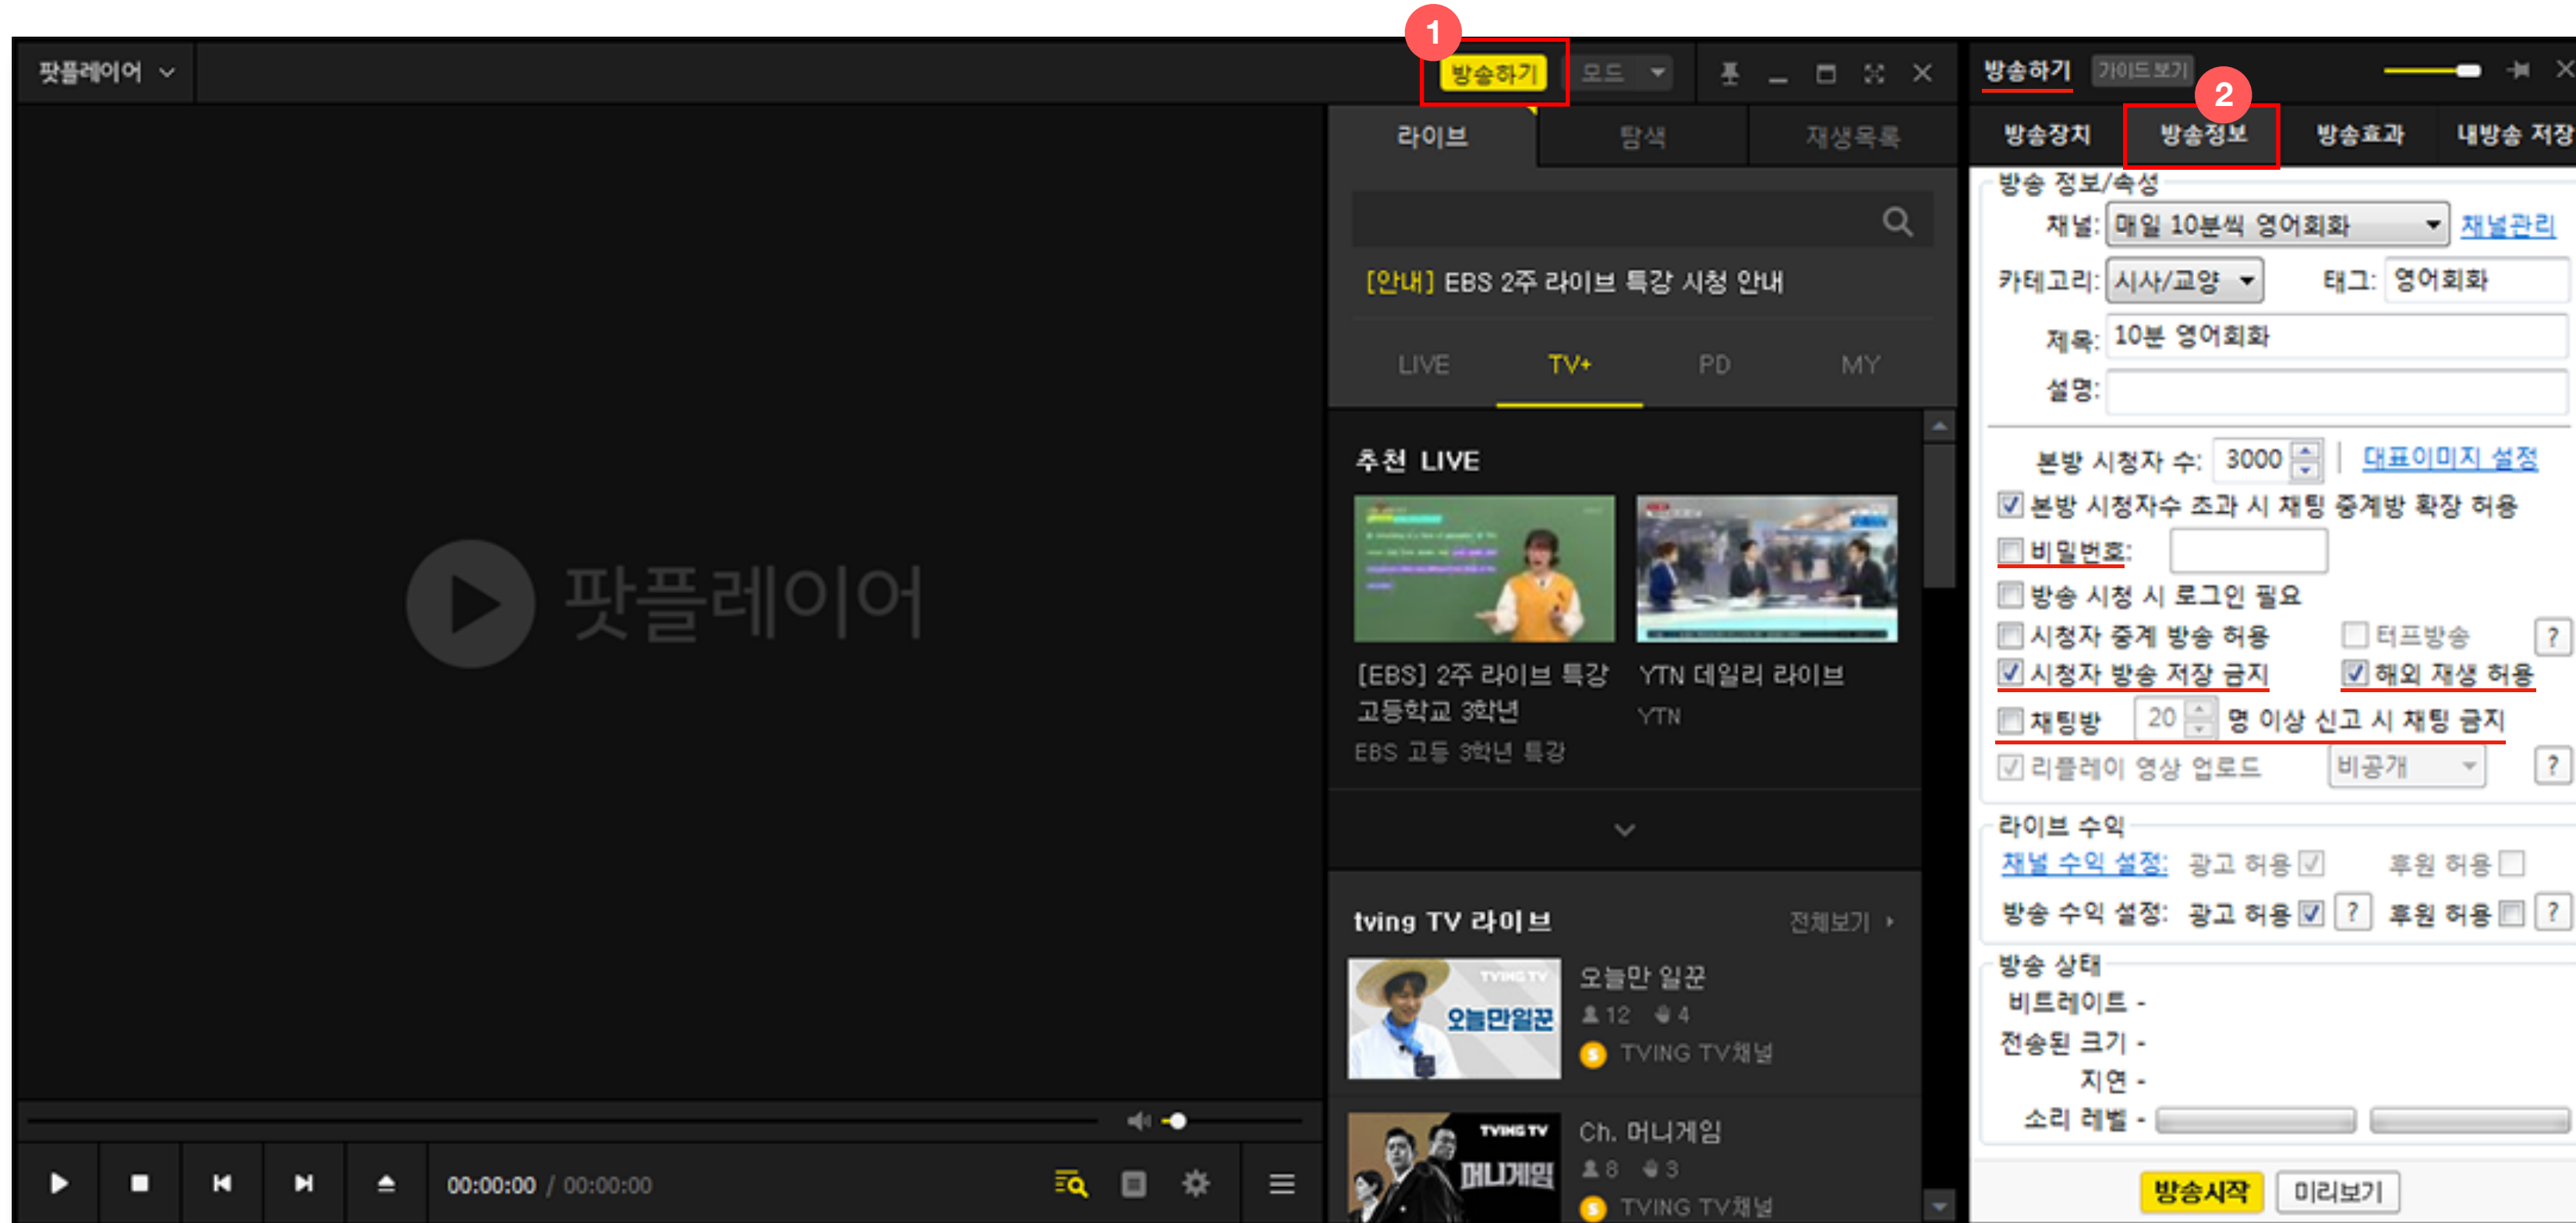 1
팟플레이어
방송하기
모드
라이브
탐색
재생목록
[안내] EBS 2주 라이브 특강 시청 안내
LIVE
TV+
PD
MY
추천 LIVE
[EBS] 2주 라이브 특강
고등학교 3학년
EBS 고등 3학년 특강
YTN 데일리 라이브
YTN
tving TV 라이브
전체보기
TVING TV
오늘만일꾼
오늘만 일꾼
12
4
TVING TV채널
TVING TV
머니게임
Ch. 머니게임
8
3
TVING TV채널
팟플레이어
00:00:00 / 00:00:00
방송하기
가이드 보기
2
방송장치
방송정보
방송효과
내방송 저장
방송 정보/속성
채널: 매일 10분씩 영어회화 채널관리
카테고리: 시사/교양 태그: 영어회화
제목: 10분 영어회화
설명:
본방 시청자 수: 3000 | 대표이미지 설정
본방 시청자수 초과 시 채팅 중계방 확장 허용
비밀번호:
방송 시청 시 로그인 필요
시청자 중계 방송 허용 터프방송 ?
시청자 방송 저장 금지 해외 재생 허용
채팅방 20 명 이상 신고 시 채팅 금지
리플레이 영상 업로드 비공개 ?
라이브 수익
채널 수익 설정: 광고 허용 후원 허용
방송 수익 설정: 광고 허용 ? 후원 허용 ?
방송 상태
비트레이트 -
전송된 크기 -
지연 -
소리 레벨 -
방송시작
미리보기